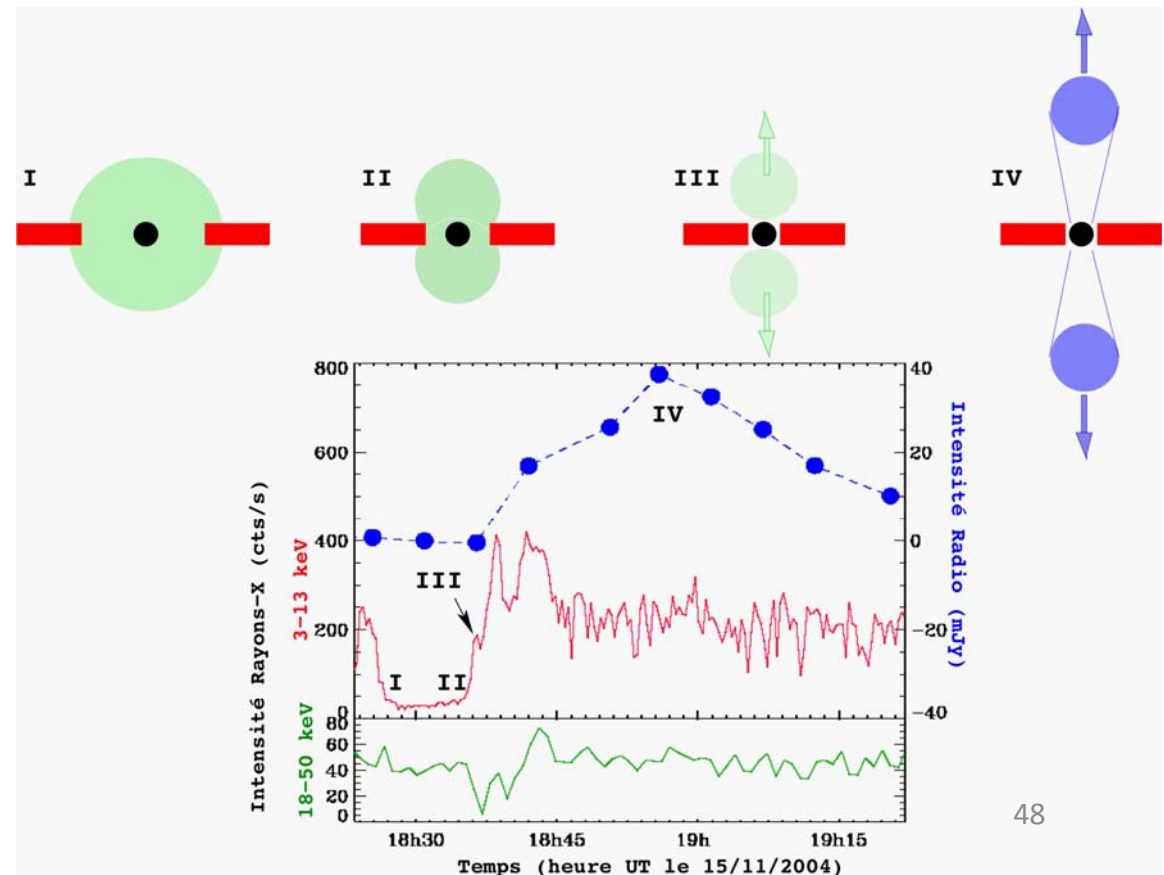 I
II
III
IV
Intensité Rayons-X (cts/s)
3-13 keV
18-50 keV
800
600
400
200
0
80
60
40
20
0
III
I
II
IV
40
20
0
-20
-40
Intensité Radio (mJy)
18h30
18h45
19h
19h15
Temps (heure UT le 15/11/2004)
48